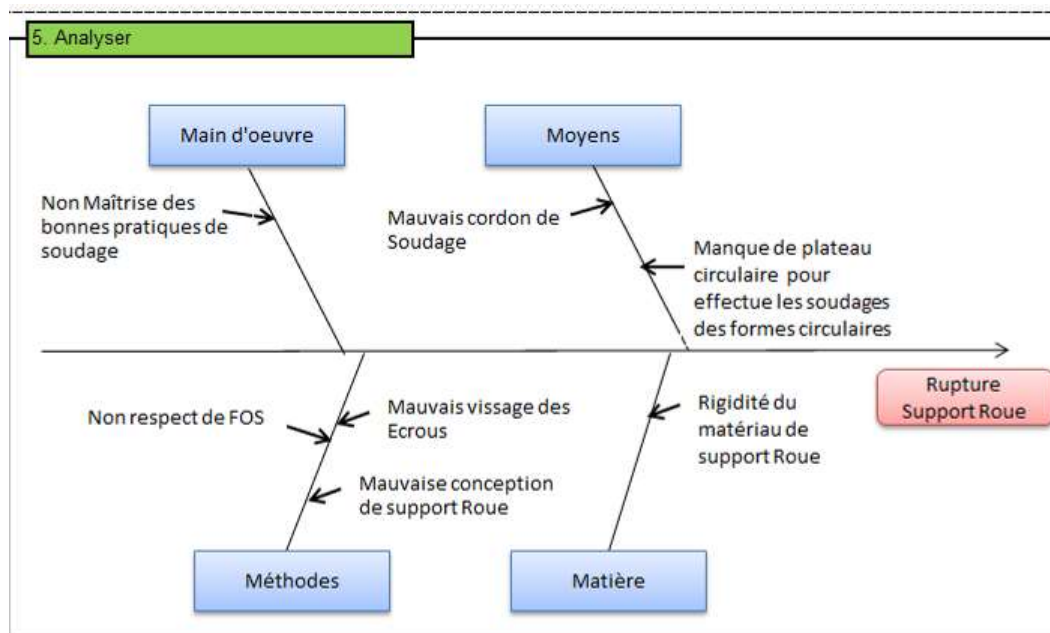 5. Analyser
Main d'oeuvre
Moyens
Non Maîtrise des
bonnes pratiques de
soudage
Mauvais cordon de
Soudage
Manque de plateau
circulaire pour
effectue les soudages
des formes circulaires
Rupture
Support Roue
Non respect de FOS
Mauvais vissage des
Ecrous
Mauvaise conception
de support Roue
Rigidité du
matériau de
support Roue
Méthodes
Matière